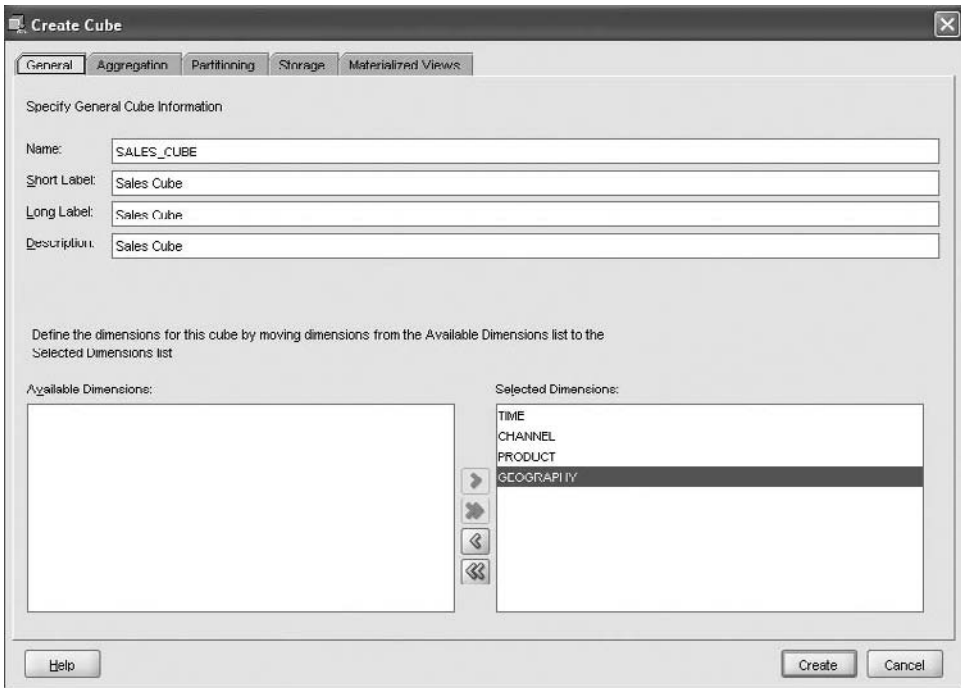 Create Cube
General Aggregation Partitioning Storage Materialized Views
Specify General Cube Information
Name: SALES_CUBE
Short Label: Sales Cube
Long Label: Sales Cube
Description: Sales Cube
Define the dimensions for this cube by moving dimensions from the Available Dimensions list to the
Selected Dimensions list
Available Dimensions: Selected Dimensions:
TIME
CHANNEL
PRODUCT
GEOGRAPHY
Help Create Cancel